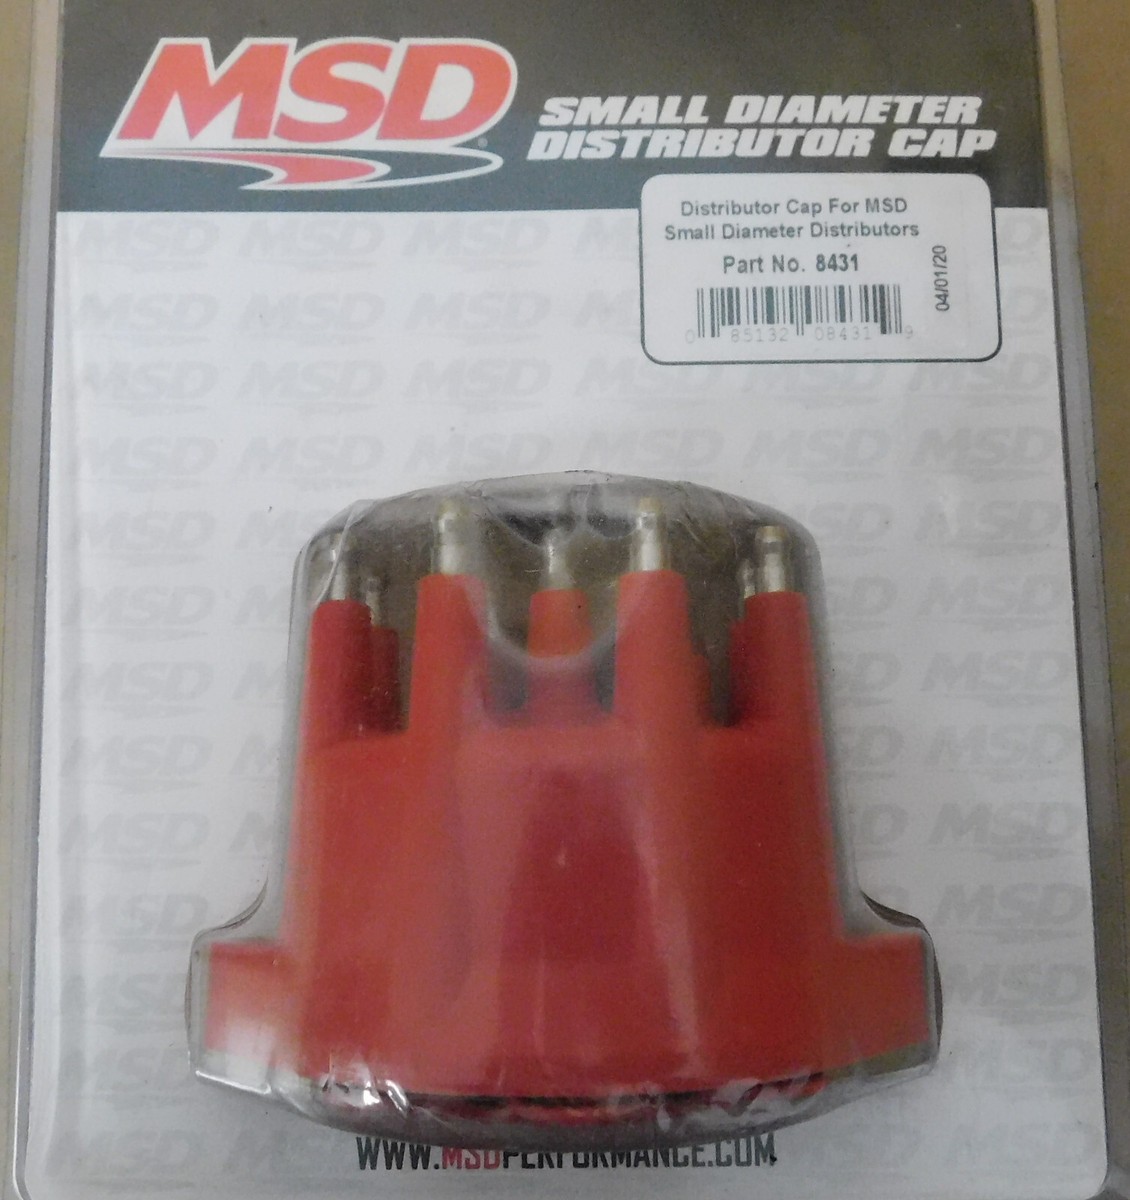 MSD
SMALL DIAMETER
DISTRIBUTOR CAP
Distributor Cap For MSD
Small Diameter Distributors
Part No. 8431
04/01/20
0 85132 08431 9
WWW.MSDPERFORMANCE.COM